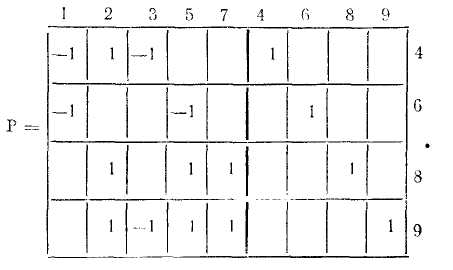 1 2 3 5 7 4 6 8 9
—1 1 —1 1 4
—1 —1 1 6
P =
1 1 1 1 8
1 —1 1 1 1 9
.